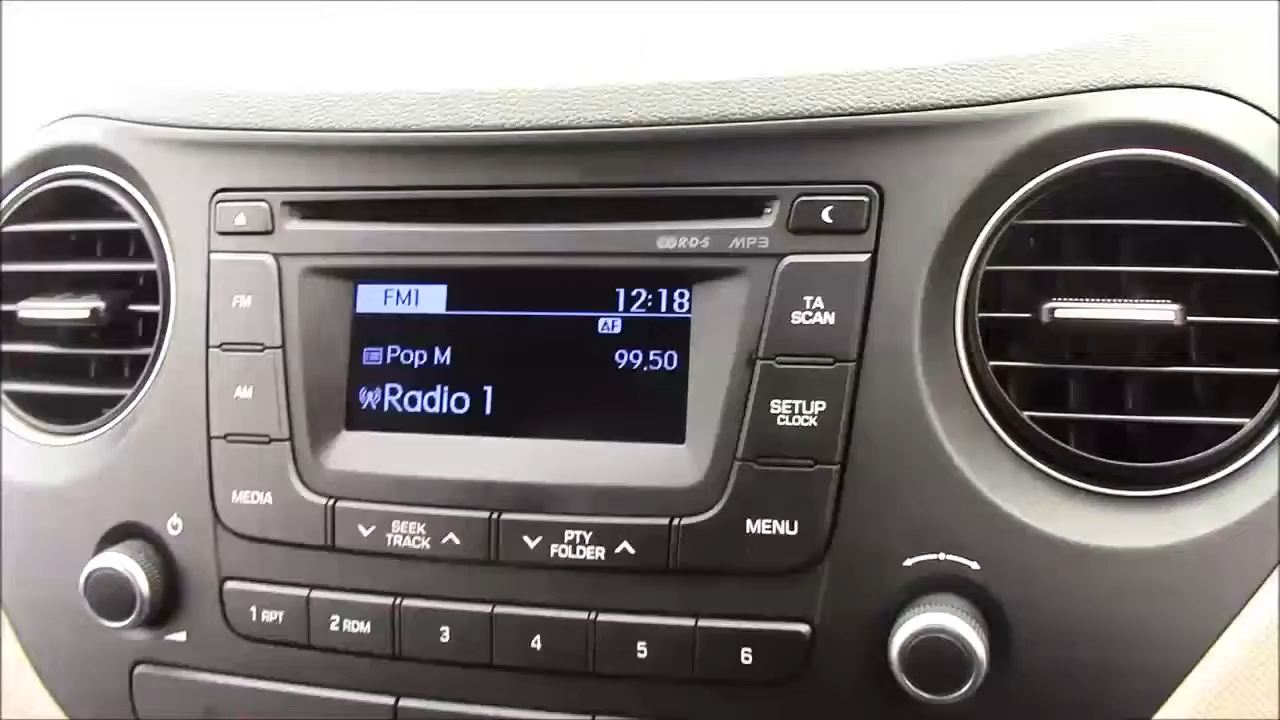 RDS MP3
FM
AM
MEDIA
FM1 12:18
AF
Pop M 99.50
Radio 1
TA
SCAN
SETUP
CLOCK
MENU
SEEK
TRACK
PTY
FOLDER
1 RPT
2 RDM
3
4
5
6